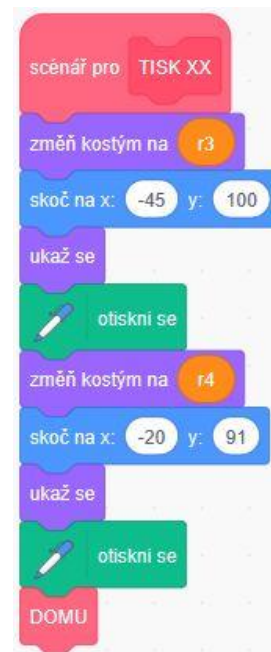 scénář pro TISK XX
změň kostým na r3
skoč na x: -45 y: 100
ukaž se
otiskni se
změň kostým na r4
skoč na x: -20 y: 91
ukaž se
otiskni se
DOMU